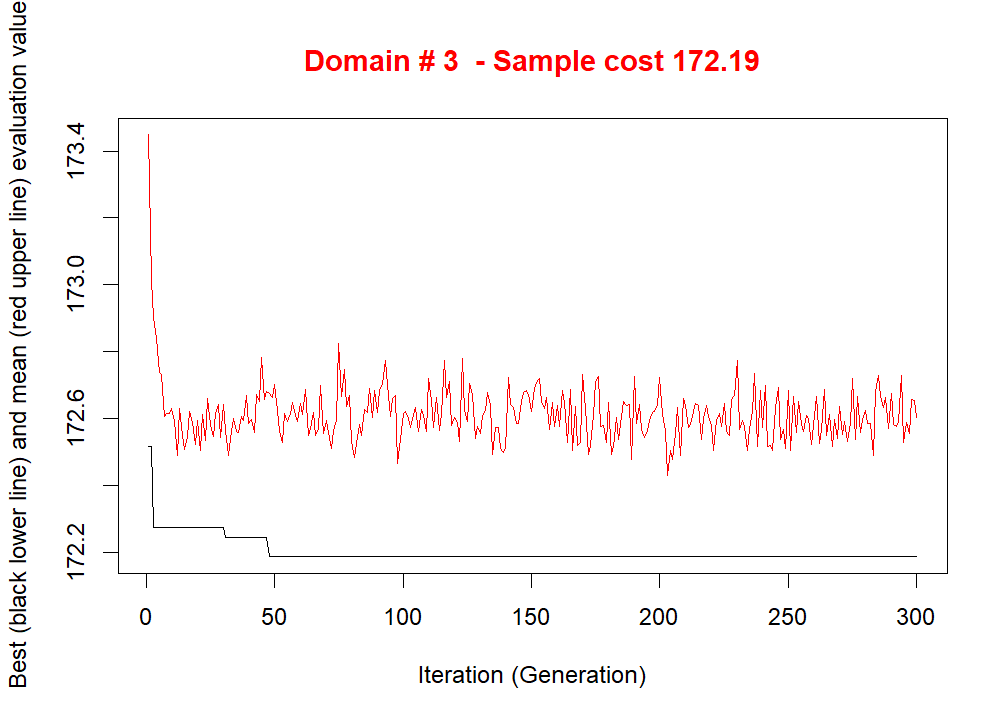 Domain # 3  - Sample cost 172.19
Best (black lower line) and mean (red upper line) evaluation value
173.4
173.0
172.6
172.2
0 50 100 150 200 250 300
Iteration (Generation)